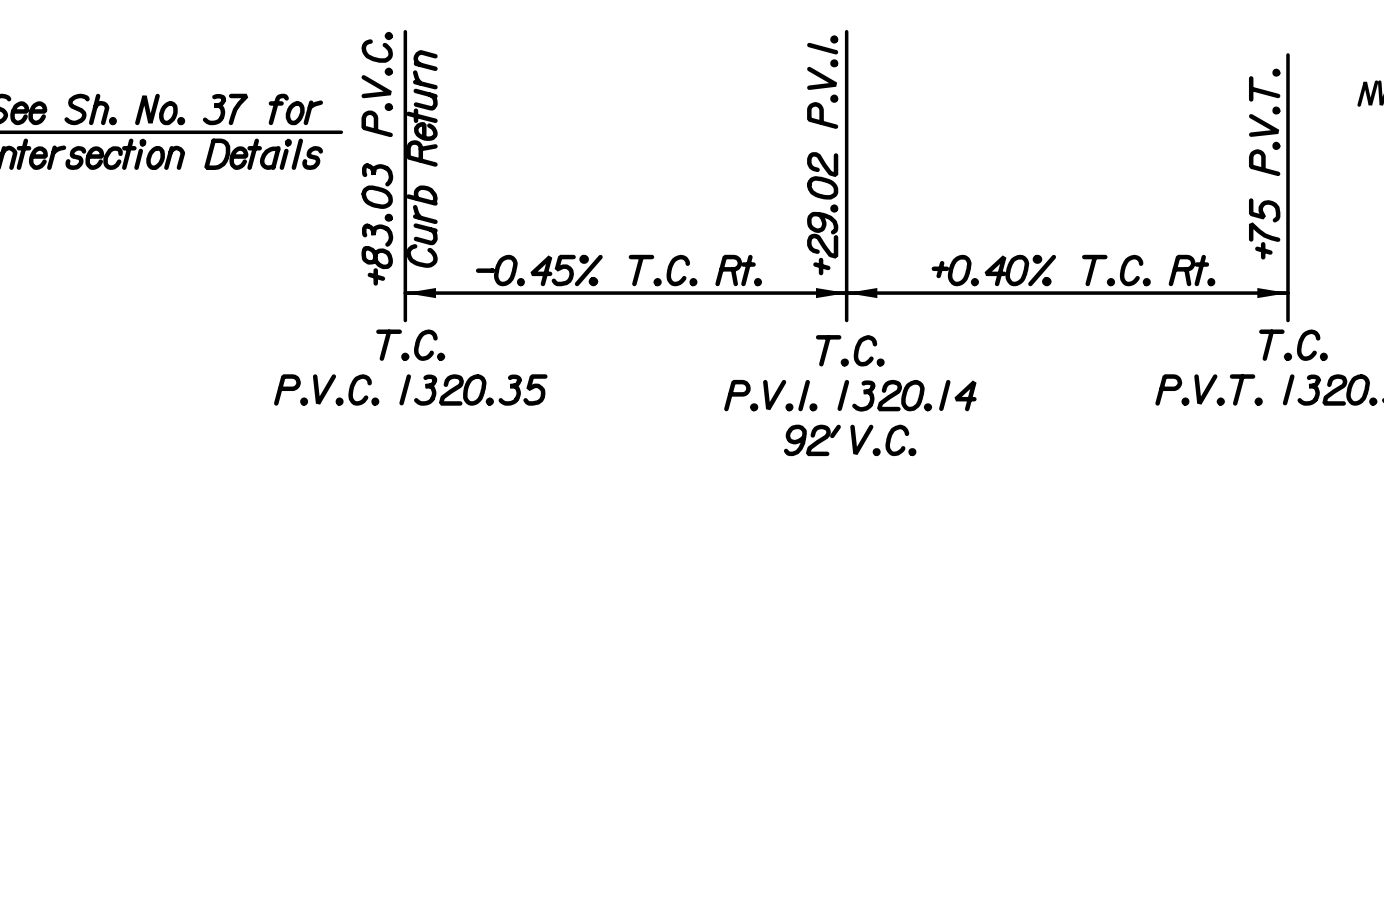 See Sh. No. 37 for
Intersection Details
+83.03 P.V.C.
Curb Return
-0.45% T.C. Rt.
+29.02 P.V.I.
+0.40% T.C. Rt.
+75 P.V.T.
T.C.
P.V.C. 1320.35
T.C.
P.V.I. 1320.14
92' V.C.
T.C.
P.V.T. 1320.